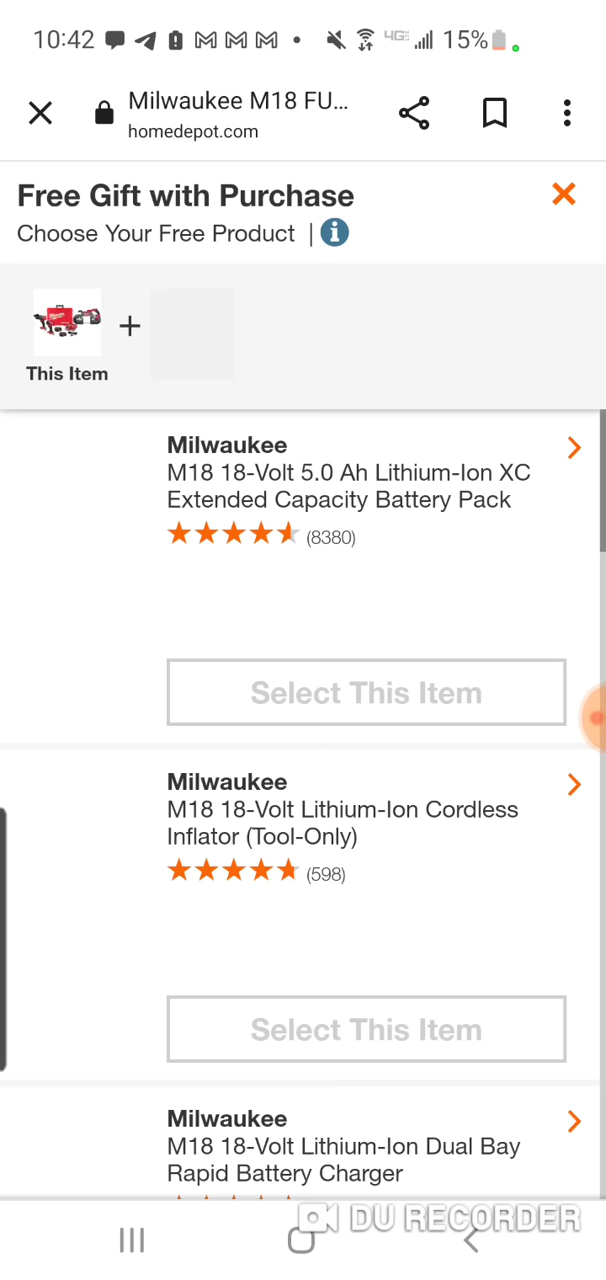 10:42 4G 15%
Milwaukee M18 FU...
homedepot.com
Free Gift with Purchase
Choose Your Free Product | i
+
This Item
Milwaukee
M18 18-Volt 5.0 Ah Lithium-Ion XC
Extended Capacity Battery Pack
(8380)
Select This Item
Milwaukee
M18 18-Volt Lithium-Ion Cordless
Inflator (Tool-Only)
(598)
Select This Item
Milwaukee
M18 18-Volt Lithium-Ion Dual Bay
Rapid Battery Charger
DU RECORDER